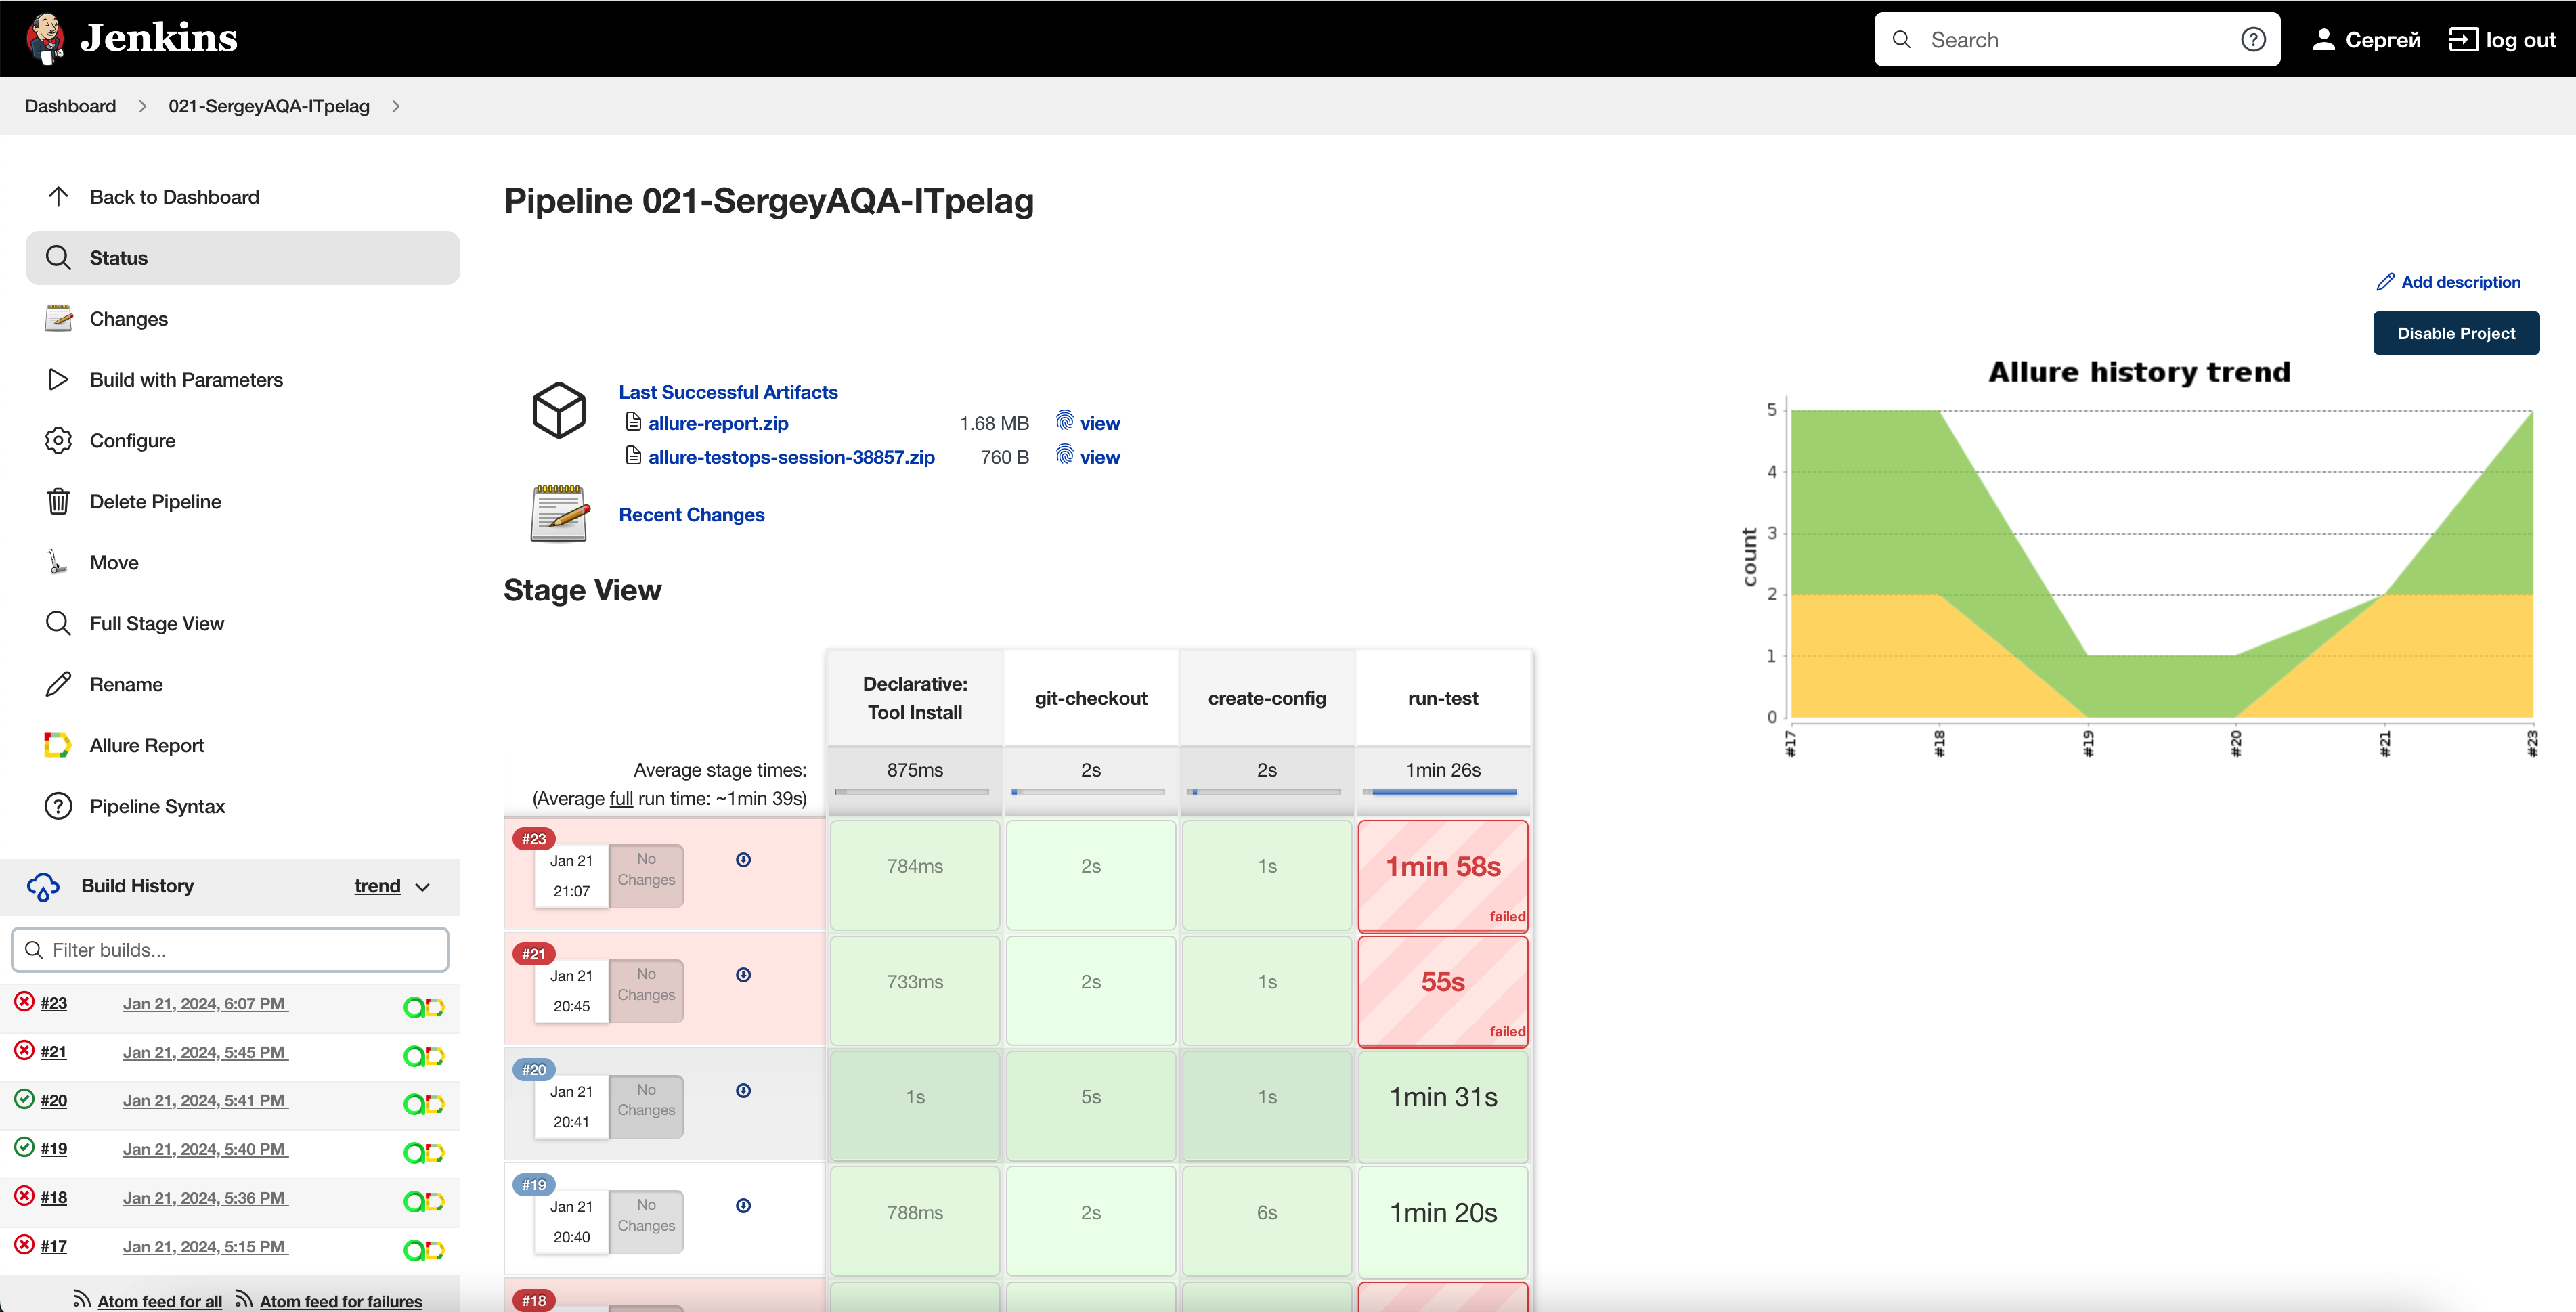 Jenkins
Search
Сергей
log out
Dashboard
021-SergeyAQA-ITpelag
Back to Dashboard
Status
Changes
Build with Parameters
Configure
Delete Pipeline
Move
Full Stage View
Rename
Allure Report
Pipeline Syntax
Build History
trend
Filter builds...
#23 Jan 21, 2024, 6:07 PM
#21 Jan 21, 2024, 5:45 PM
#20 Jan 21, 2024, 5:41 PM
#19 Jan 21, 2024, 5:40 PM
#18 Jan 21, 2024, 5:36 PM
#17 Jan 21, 2024, 5:15 PM
Atom feed for all Atom feed for failures
Pipeline 021-SergeyAQA-ITpelag
Add description
Disable Project
Last Successful Artifacts
allure-report.zip 1.68 MB view
allure-testops-session-38857.zip 760 B view
Recent Changes
Allure history trend
count
5
4
3
2
1
0
#17 #18 #19 #20 #21 #23
Stage View
Declarative:
Tool Install
git-checkout
create-config
run-test
Average stage times:
(Average full run time: ~1min 39s)
875ms 2s 2s 1min 26s
#23
Jan 21
21:07
No
Changes
784ms 2s 1s 1min 58s
failed
#21
Jan 21
20:45
No
Changes
733ms 2s 1s 55s
failed
#20
Jan 21
20:41
No
Changes
1s 5s 1s 1min 31s
#19
Jan 21
20:40
No
Changes
788ms 2s 6s 1min 20s
#18